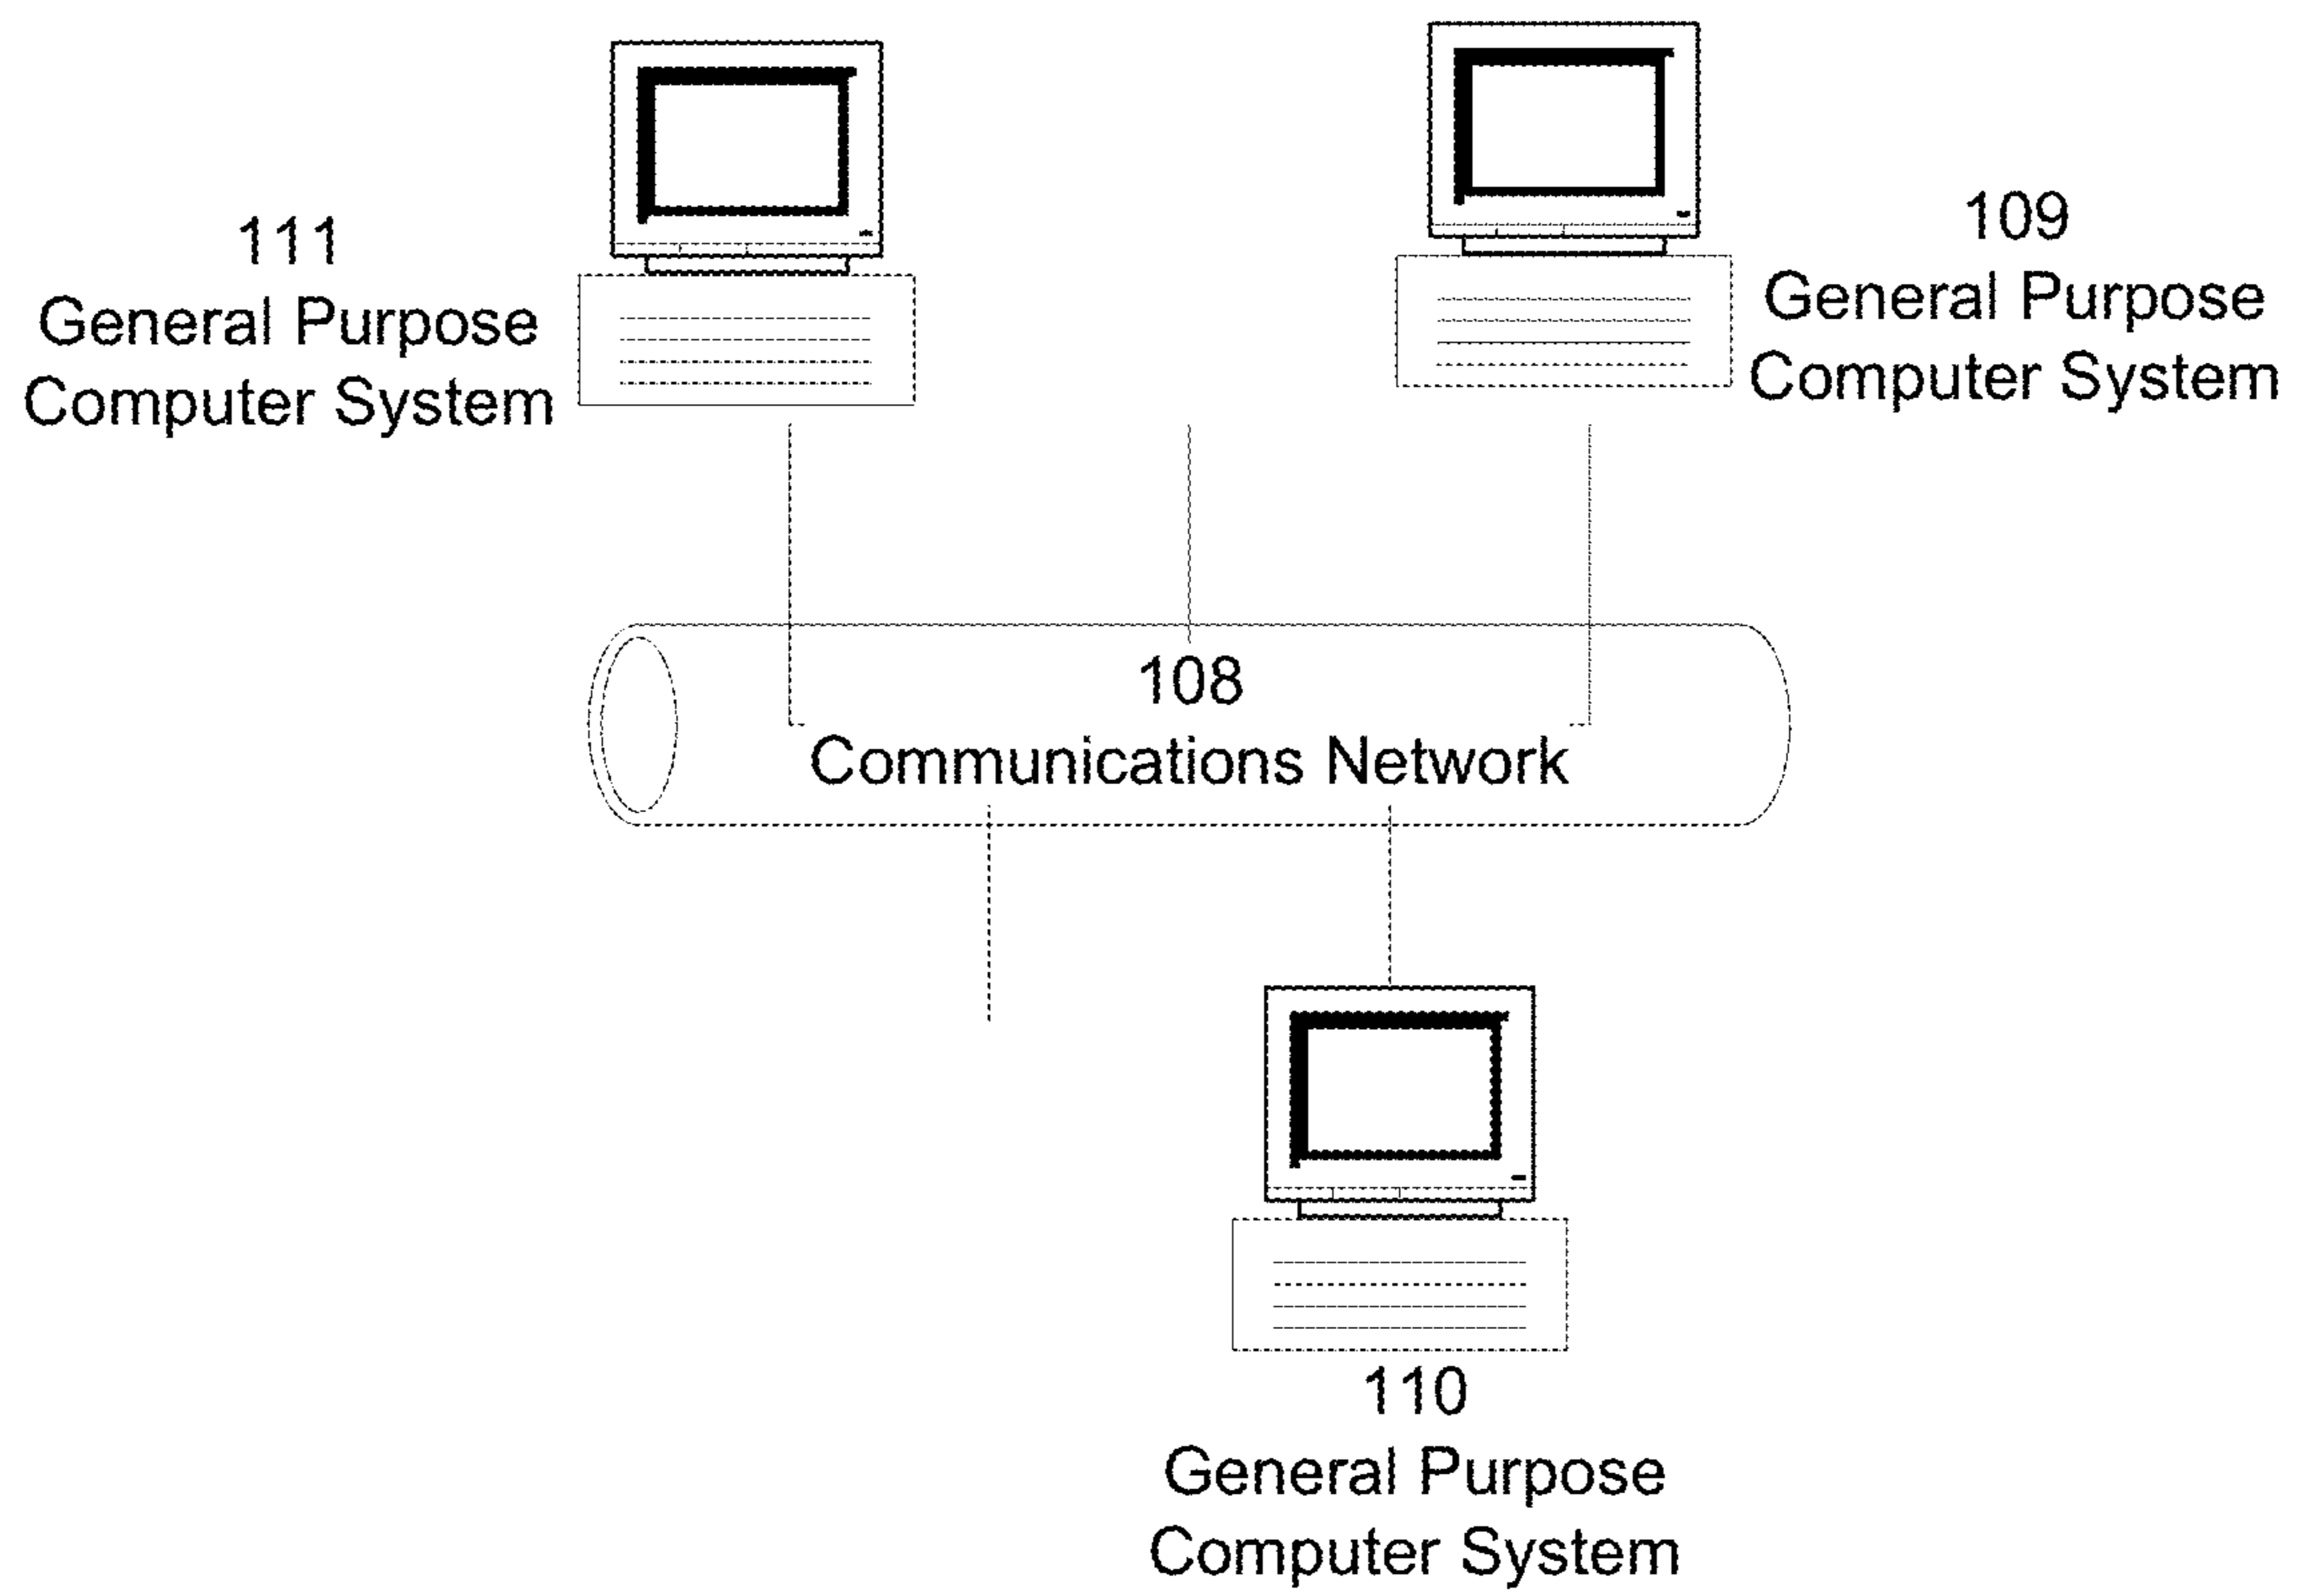 111
General Purpose
Computer System
109
General Purpose
Computer System
108
Communications Network
110
General Purpose
Computer System